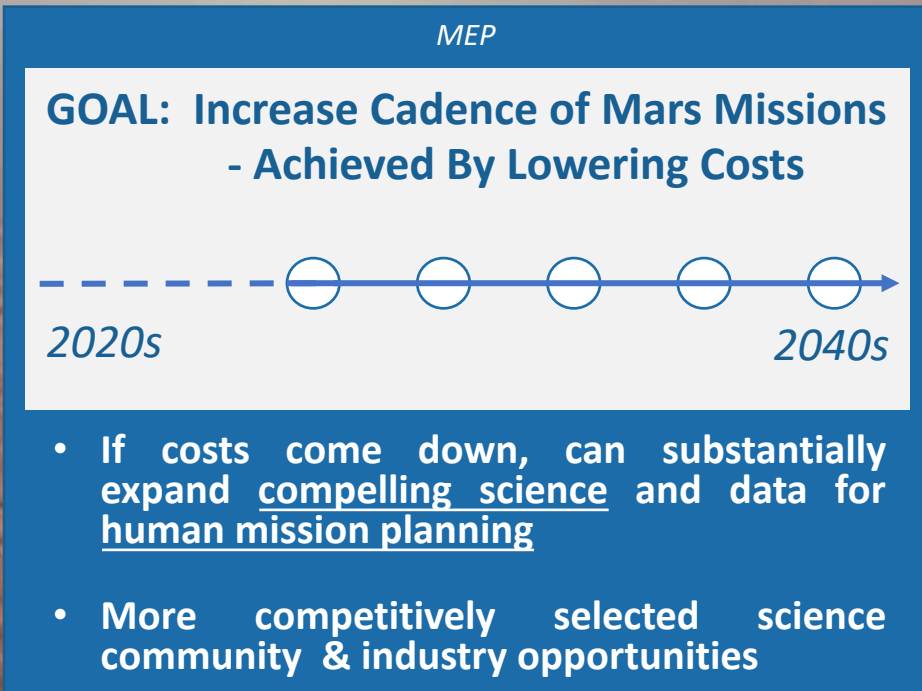 MEP
GOAL: Increase Cadence of Mars Missions
- Achieved By Lowering Costs
2020s
2040s
• If costs come down, can substantially
expand compelling science and data for
human mission planning
• More competitively selected science
community & industry opportunities